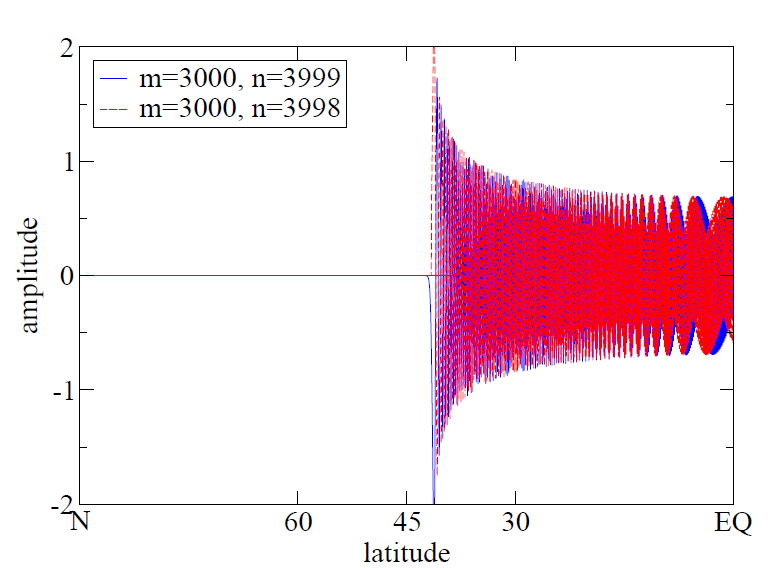 2
m=3000, n=3999
m=3000, n=3998
1
amplitude
0
-1
-2
N
60
45
30
EQ
latitude